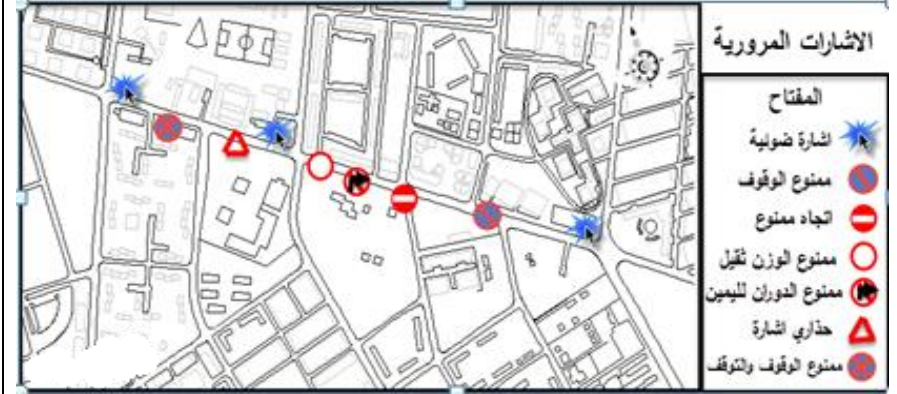 الاشارات المرورية
المفتاح
اشارة ضوئية
ممنوع الوقوف
اتجاه ممنوع
ممنوع الوزن ثقيل
ممنوع الدوران لليمين
حذاري اشارة
ممنوع الوقوف والتوقف